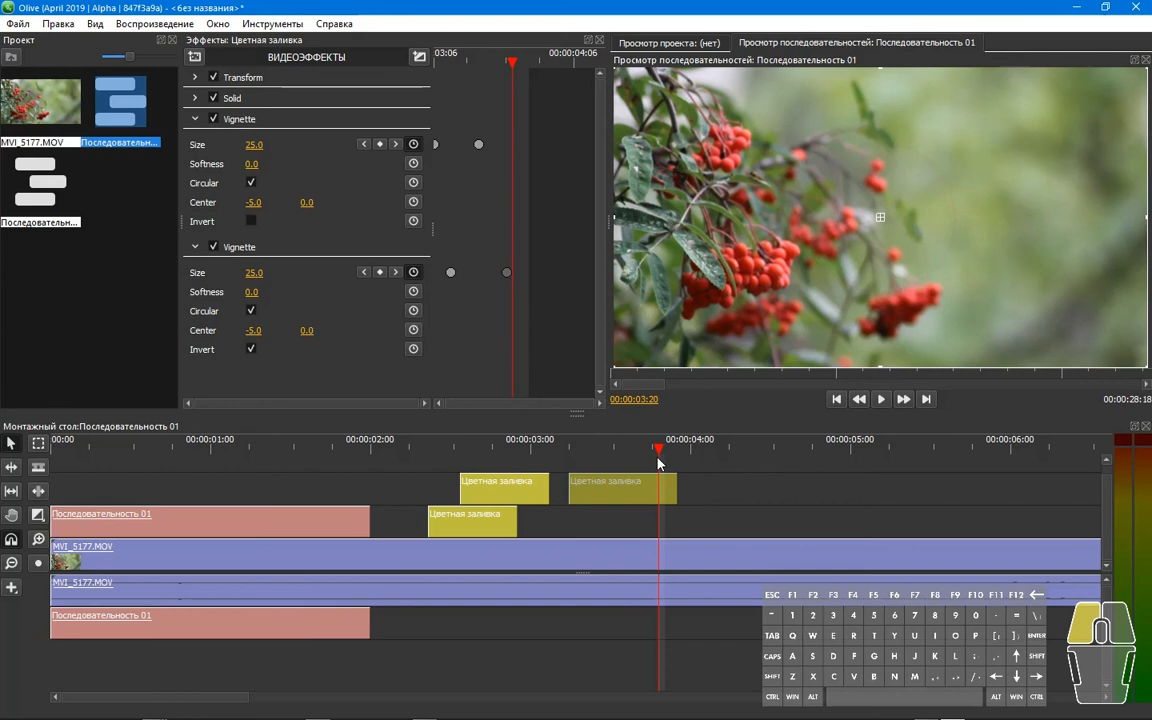 Olive (April 2019 | Alpha | 847f3a9a) - <без названия>*
Файл Правка Вид Воспроизведение Окно Инструменты Справка
Проект
Эффекты: Цветная заливка
ВИДЕОЭФФЕКТЫ
03:06 00:00:04:06
Просмотр проекта: (нет) Просмотр последовательностей: Последовательность 01
Просмотр последовательностей: Последовательность 01
Transform
Solid
Vignette
Size 25.0
Softness 0.0
Circular
Center -5.0 0.0
Invert
Vignette
Size 25.0
Softness 0.0
Circular
Center -5.0 0.0
Invert
MVI_5177.MOV Последовательн...
Последовательн...
00:00:03:20 00:00:28:18
Монтажный стол:Последовательность 01
00:00 00:00:01:00 00:00:02:00 00:00:03:00 00:00:04:00 00:00:05:00 00:00:06:00
Цветная заливка Цветная заливка
Последовательность 01 Цветная заливка
MVI_5177.MOV
MVI_5177.MOV
Последовательность 01
ESC F1 F2 F3 F4 F5 F6 F7 F8 F9 F10 F11 F12
~ 1 2 3 4 5 6 7 8 9 0 - = \
TAB Q W E R T Y U I O P [ ] ENTER
CAPS A S D F G H J K L ; SHIFT
SHIFT Z X C V B N M , . /
CTRL WIN ALT ALT WIN CTRL